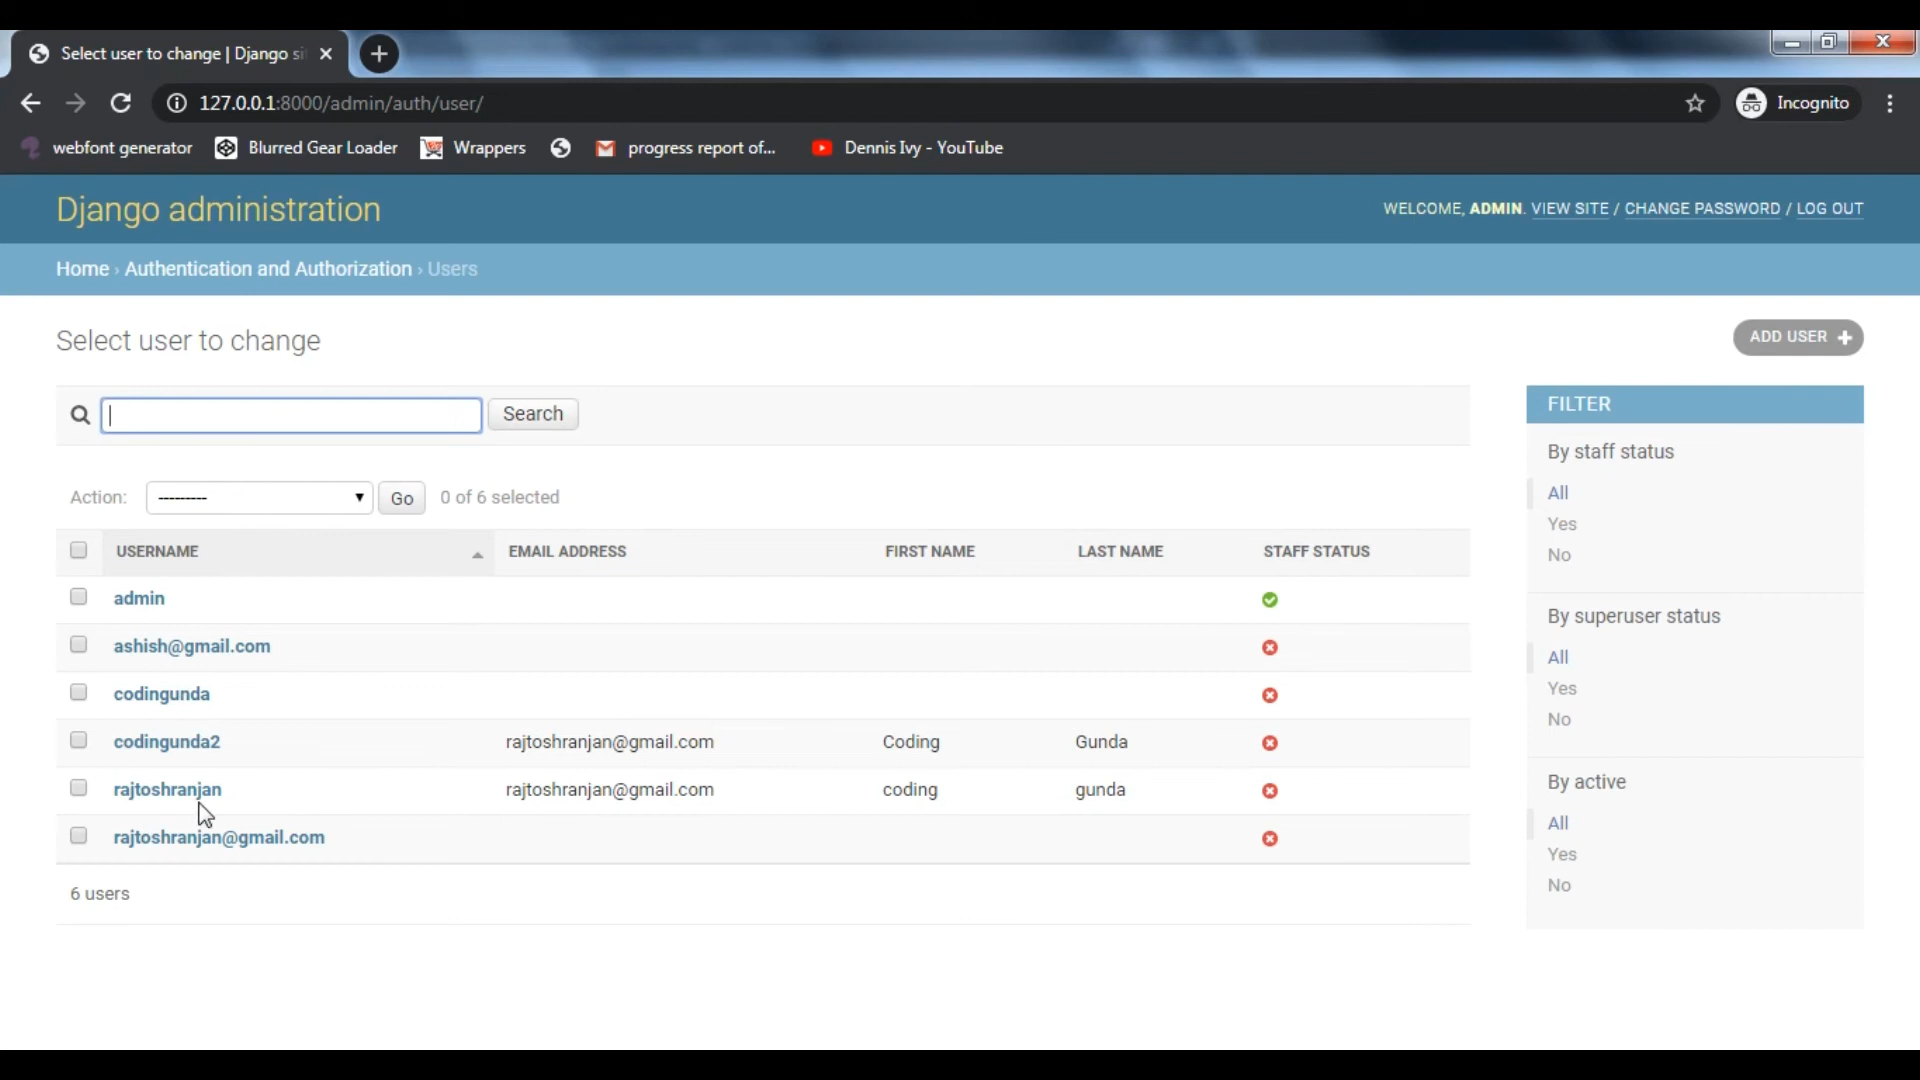 Select user to change | Django si
127.0.0.1:8000/admin/auth/user/
Incognito
webfont generator
Blurred Gear Loader
Wrappers
progress report of...
Dennis Ivy - YouTube
Django administration
WELCOME, ADMIN. VIEW SITE / CHANGE PASSWORD / LOG OUT
Home › Authentication and Authorization › Users
Select user to change
ADD USER
Search
FILTER
By staff status
All
Yes
No
By superuser status
All
Yes
No
By active
All
Yes
No
Action: --------- Go 0 of 6 selected
USERNAME EMAIL ADDRESS FIRST NAME LAST NAME STAFF STATUS
admin
ashish@gmail.com
codingunda
codingunda2 rajtoshranjan@gmail.com Coding Gunda
rajtoshranjan rajtoshranjan@gmail.com coding gunda
rajtoshranjan@gmail.com
6 users